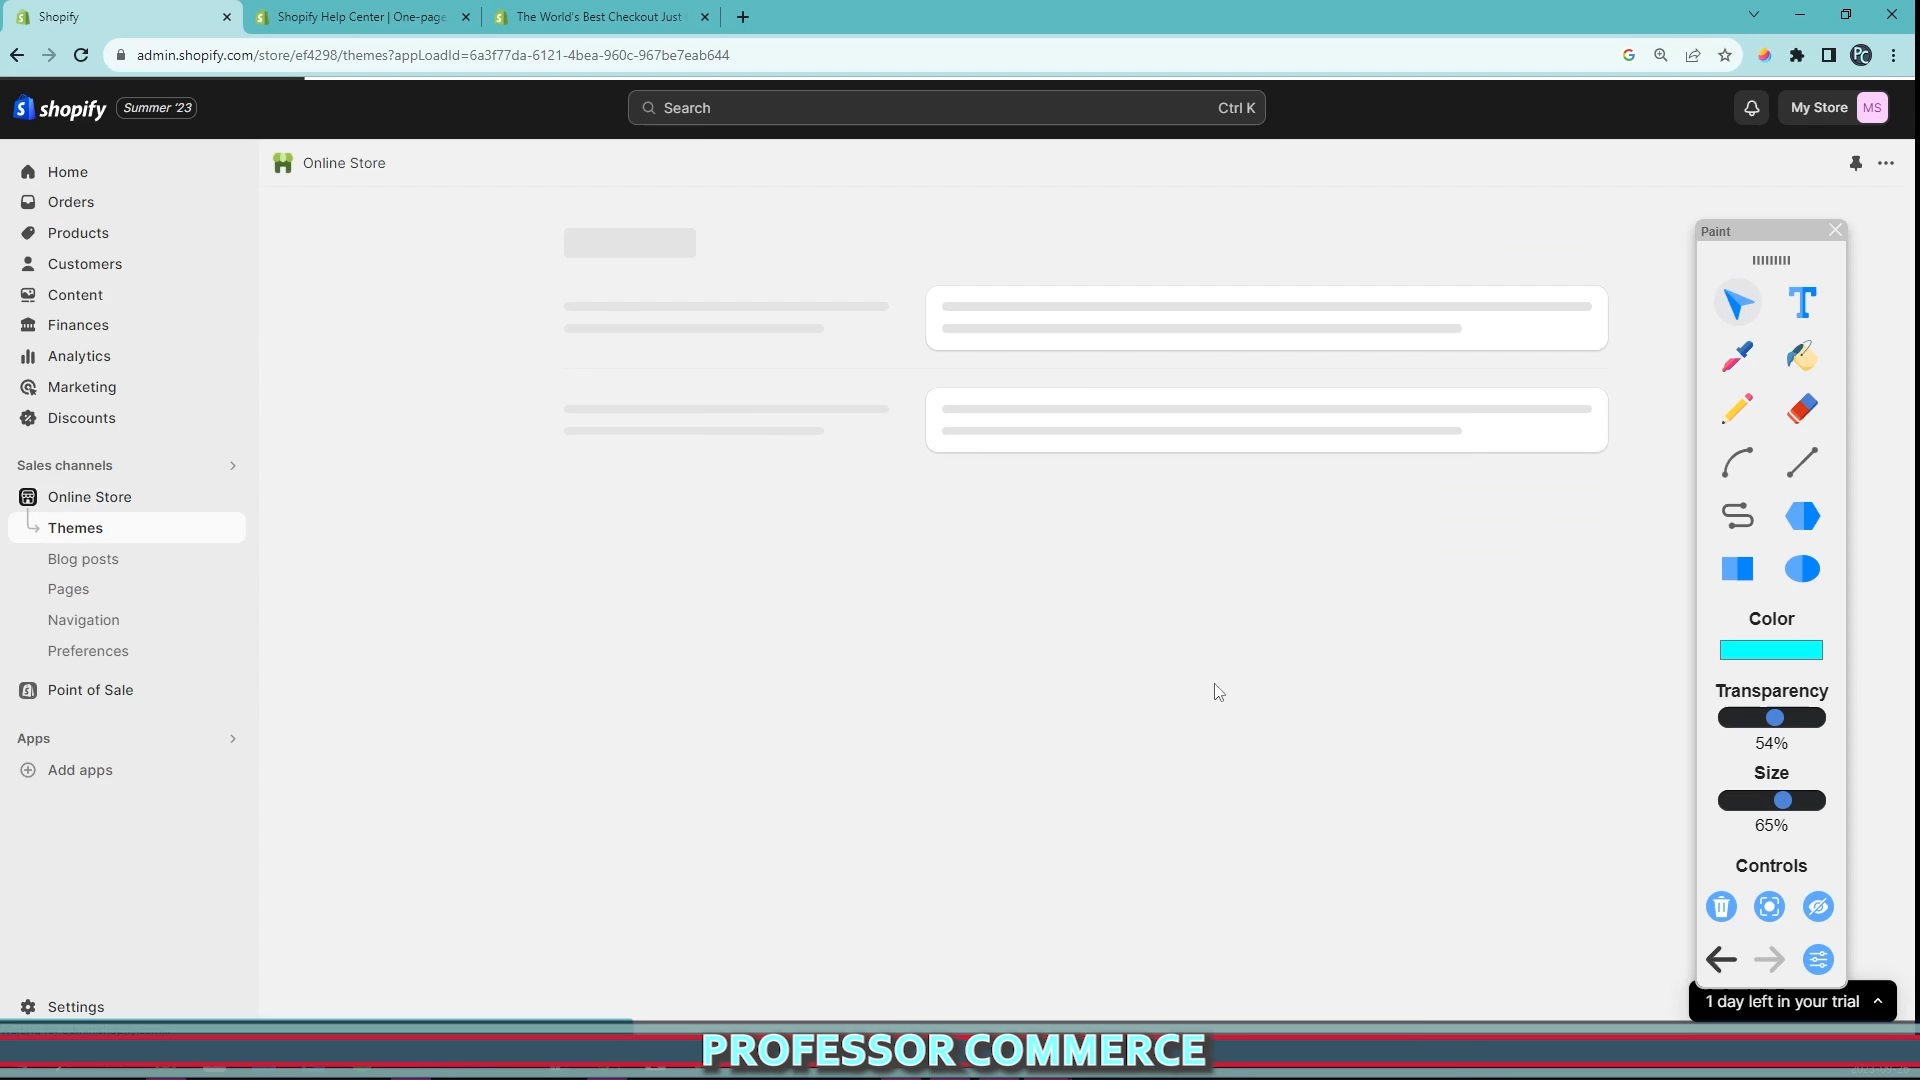 Shopify
Shopify Help Center | One-page
The World's Best Checkout Just
admin.shopify.com/store/ef4298/themes?appLoadId=6a3f77da-6121-4bea-960c-967be7eab644
shopify
Summer '23
Search
Ctrl K
My Store
MS
Home
Orders
Products
Customers
Content
Finances
Analytics
Marketing
Discounts
Sales channels
Online Store
Themes
Blog posts
Pages
Navigation
Preferences
Point of Sale
Apps
Add apps
Settings
Online Store
Paint
Color
Transparency
54%
Size
65%
Controls
1 day left in your trial
PROFESSOR COMMERCE